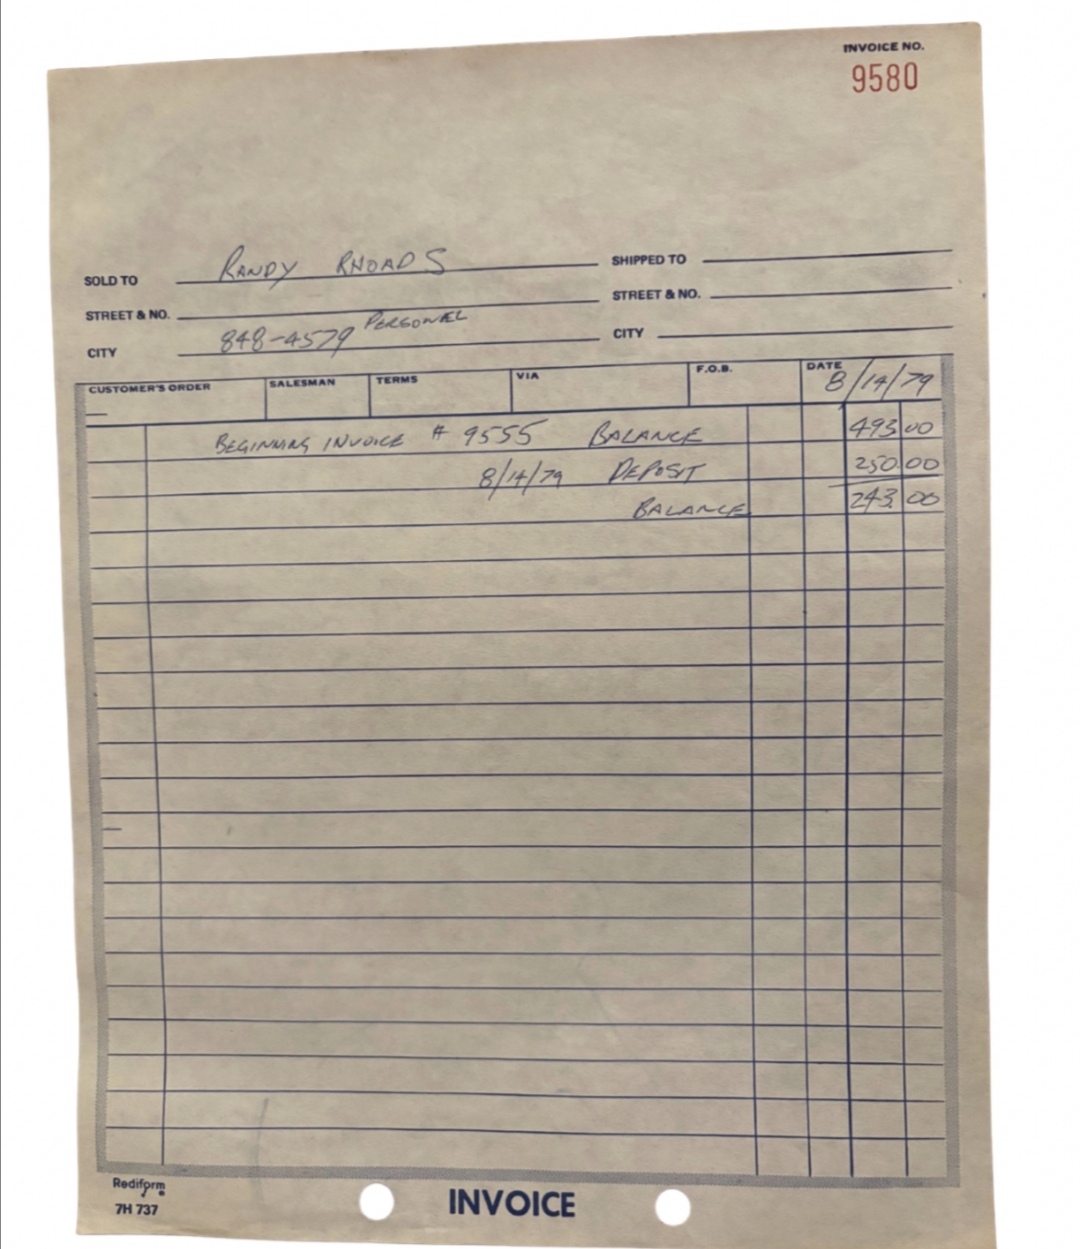 INVOICE NO.
9580
SOLD TO RANDY RHOADS
SHIPPED TO
STREET & NO.
STREET & NO.
CITY 848-4579 PERSONAL
CITY
CUSTOMER'S ORDER SALESMAN TERMS VIA F.O.B. DATE 8/14/79
BEGINNING INVOICE # 9555 BALANCE 493.00
8/14/79 DEPOSIT 250.00
BALANCE 243.00
Rediform
7H 737
INVOICE